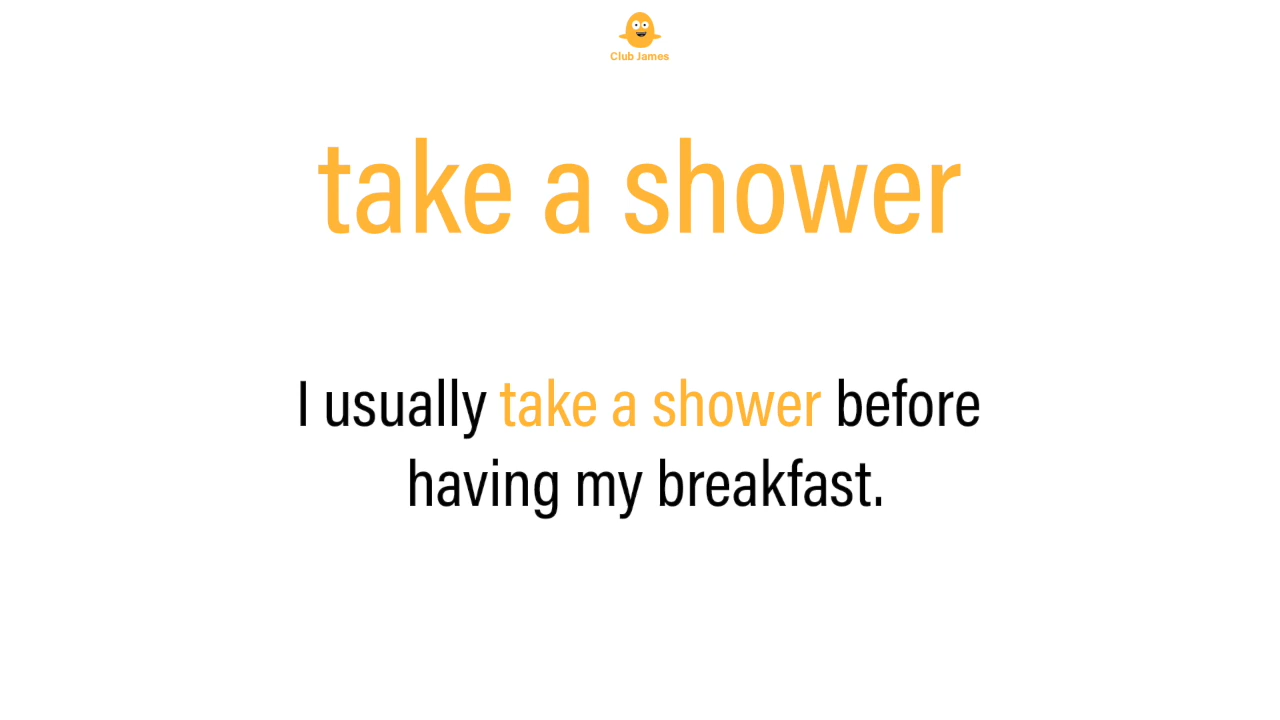 Club James
take a shower
I usually take a shower before
having my breakfast.